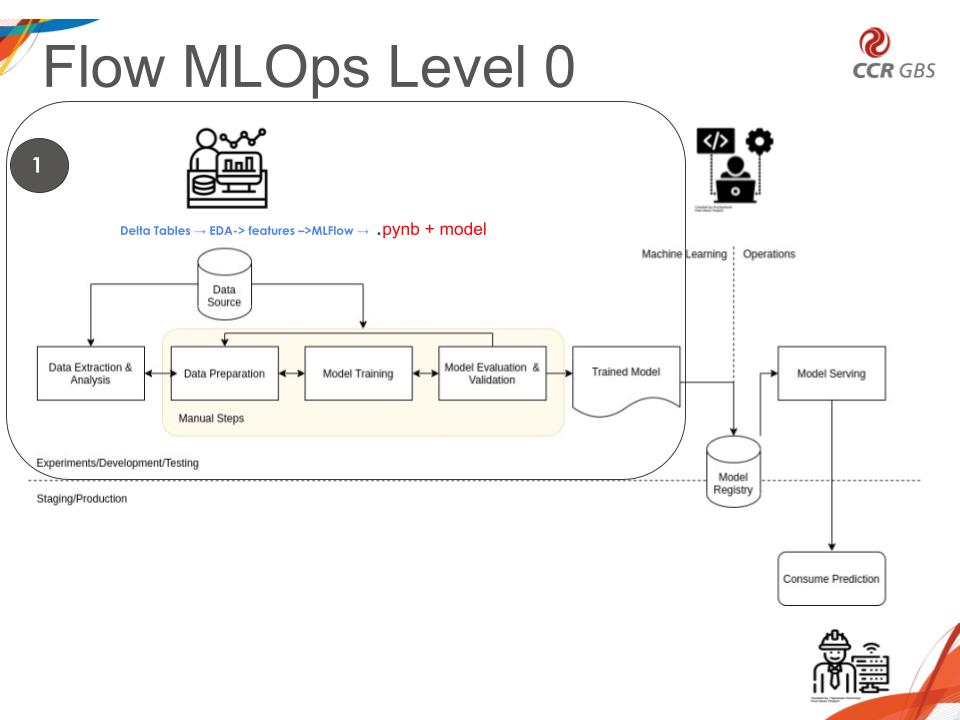 Flow MLOps Level 0
CCR GBS
1
Delta Tables → EDA-> features –>MLFlow → .pynb + model
Machine Learning
Operations
Data
Source
Data Extraction &
Analysis
Data Preparation
Model Training
Model Evaluation &
Validation
Trained Model
Model Serving
Manual Steps
Experiments/Development/Testing
Model
Registry
Staging/Production
Consume Prediction